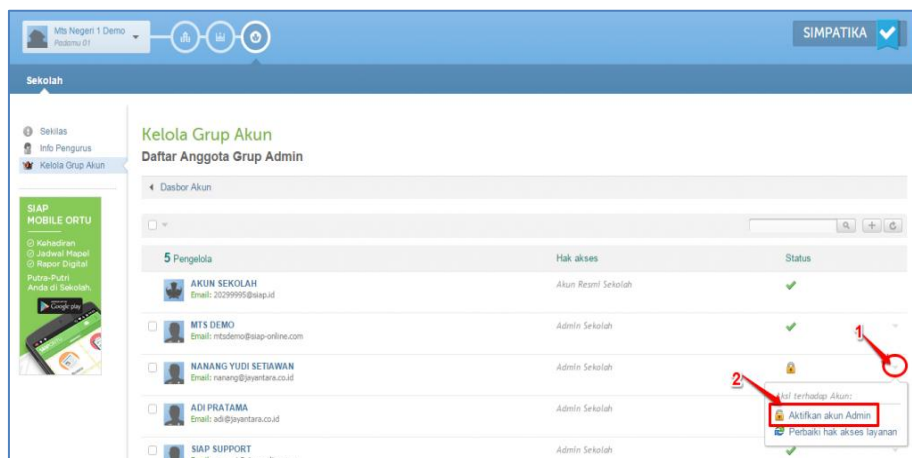 Mts Negeri 1 Demo
Padamu 01
SIMPATIKA
Sekolah
Sekilas
Info Pengurus
Kelola Grup Akun
SIAP
MOBILE ORTU
Kehadiran
Jadwal Mapel
Rapor Digital
Putra-Putri
Anda di Sekolah.
Google play
Kelola Grup Akun
Daftar Anggota Grup Admin
Dasbor Akun
5 Pengelola Hak akses Status
AKUN SEKOLAH Akun Resmi Sekolah
Email: 20299995@siap.id
MTS DEMO Admin Sekolah
Email: mtsdemo@siap-online.com
1
NANANG YUDI SETIAWAN Admin Sekolah
Email: nanang@jayantara.co.id
2
Aksi terhadap Akun:
ADI PRATAMA Admin Sekolah
Email: adi@jayantara.co.id
Aktifkan akun Admin
Perbaiki hak akses layanan
SIAP SUPPORT Admin Sekolah